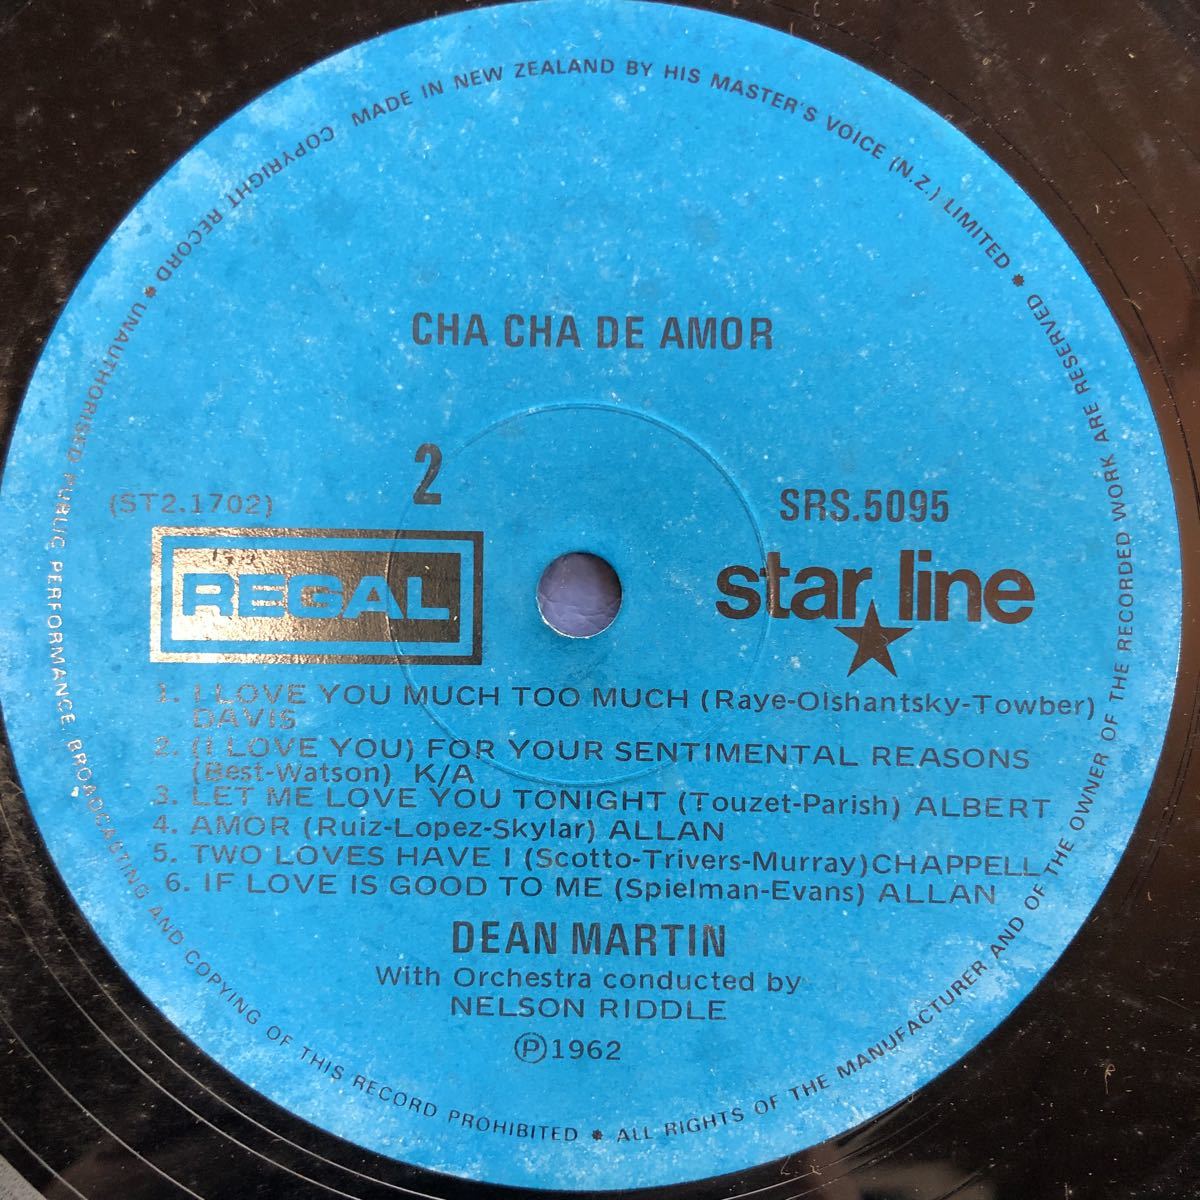 COPYRIGHT RECORD MADE IN NEW ZEALAND BY HIS MASTER'S VOICE (N.Z.) LIMITED * ALL RIGHTS OF THE MANUFACTURER AND OF THE OWNER OF THE RECORDED WORK ARE RESERVED * UNAUTHORISED PUBLIC PERFORMANCE, BROADCASTING AND COPYING OF THIS RECORD PROHIBITED *
CHA CHA DE AMOR
2
(ST2.1702)
SRS.5095
REGAL
star line
1. I LOVE YOU MUCH TOO MUCH (Raye-Olshantsky-Towber)
DAVIS
2. (I LOVE YOU) FOR YOUR SENTIMENTAL REASONS
(Best-Watson) K/A
3. LET ME LOVE YOU TONIGHT (Touzet-Parish) ALBERT
4. AMOR (Ruiz-Lopez-Skylar) ALLAN
5. TWO LOVES HAVE I (Scotto-Trivers-Murray)CHAPPELL
6. IF LOVE IS GOOD TO ME (Spielman-Evans) ALLAN
DEAN MARTIN
With Orchestra conducted by
NELSON RIDDLE
Ⓟ1962